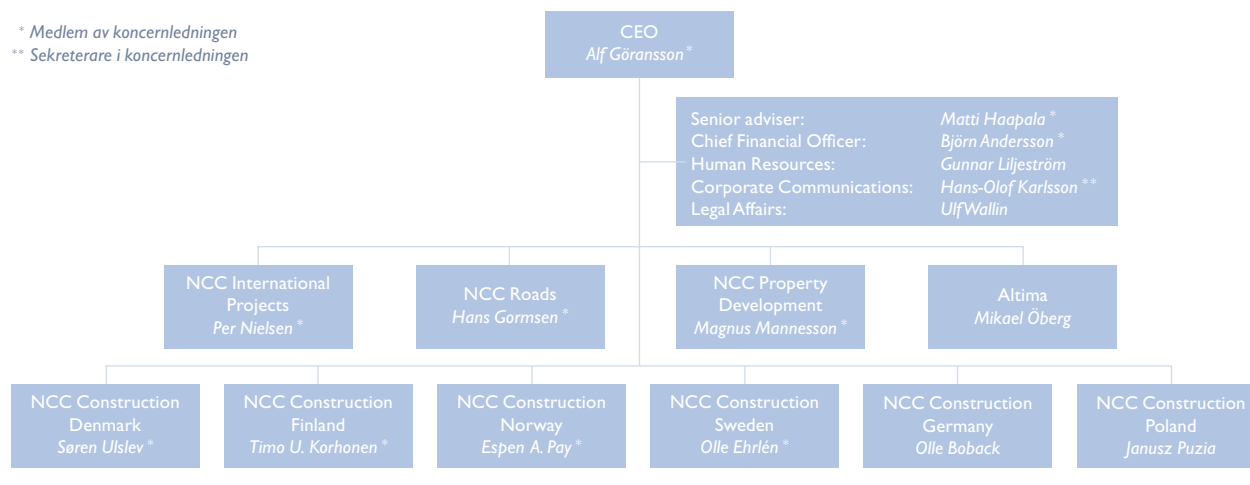 * Medlem av koncernledningen
** Sekreterare i koncernledningen
CEO
Alf Göransson *
Senior adviser: Matti Haapala *
Chief Financial Officer: Björn Andersson *
Human Resources: Gunnar Liljeström
Corporate Communications: Hans-Olof Karlsson **
Legal Affairs: Ulf Wallin
NCC International
Projects
Per Nielsen *
NCC Roads
Hans Gormsen *
NCC Property
Development
Magnus Mannesson *
Altima
Mikael Öberg
NCC Construction
Denmark
Søren Ulslev *
NCC Construction
Finland
Timo U. Korhonen *
NCC Construction
Norway
Espen A. Pay *
NCC Construction
Sweden
Olle Ehrlén *
NCC Construction
Germany
Olle Boback
NCC Construction
Poland
Janusz Puzia